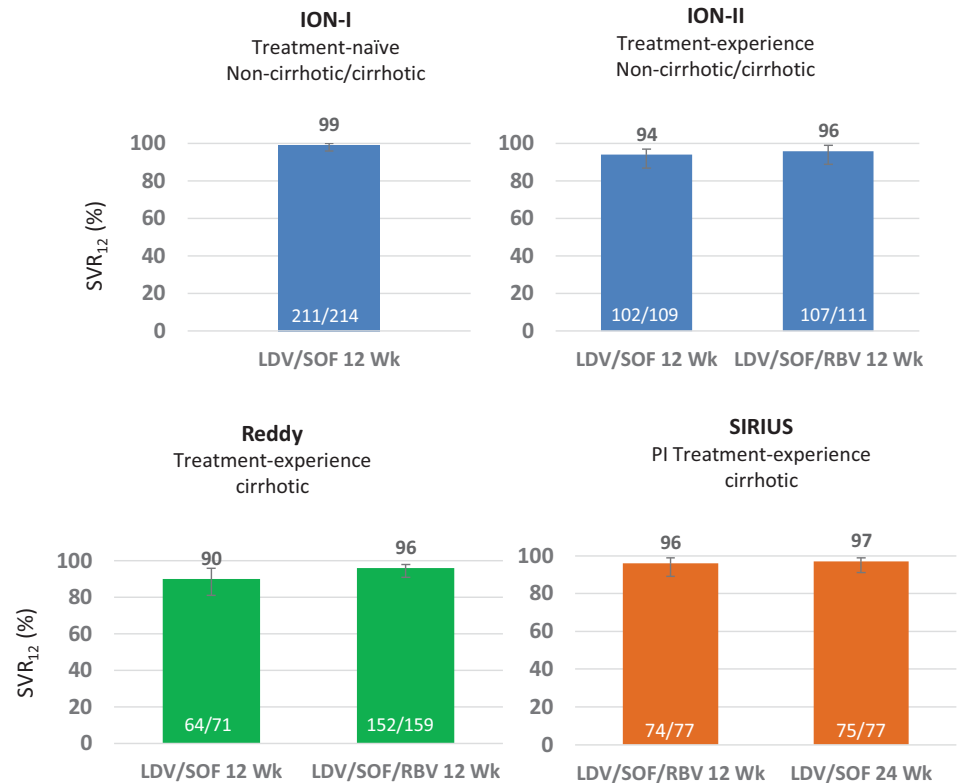 ION-I
Treatment-naïve
Non-cirrhotic/cirrhotic
SVR12 (%)
100
80
60
40
20
0
99
211/214
LDV/SOF 12 Wk
ION-II
Treatment-experience
Non-cirrhotic/cirrhotic
100
80
60
40
20
0
94
96
102/109
107/111
LDV/SOF 12 Wk
LDV/SOF/RBV 12 Wk
Reddy
Treatment-experience
cirrhotic
SVR12 (%)
100
80
60
40
20
0
90
96
64/71
152/159
LDV/SOF 12 Wk
LDV/SOF/RBV 12 Wk
SIRIUS
PI Treatment-experience
cirrhotic
100
80
60
40
20
0
96
97
74/77
75/77
LDV/SOF/RBV 12 Wk
LDV/SOF 24 Wk